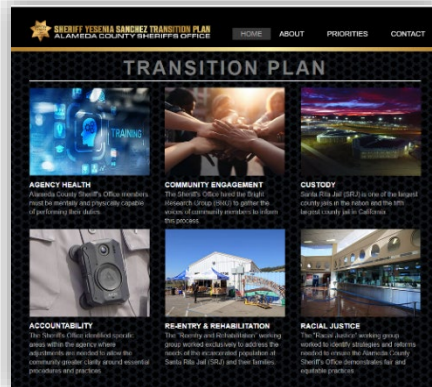 SHERIFF YESENIA SANCHEZ TRANSITION PLAN
ALAMEDA COUNTY SHERIFF'S OFFICE
HOME ABOUT PRIORITIES CONTACT
TRANSITION PLAN
TRAINING
AGENCY HEALTH
Alameda County Sheriff's Office members
must be mentally and physically capable
of performing their duties.
COMMUNITY ENGAGEMENT
The Sheriff's Office hired the Bright
Research Group (BRG) to gather the
voices of community members to inform
this process.
CUSTODY
Santa Rita Jail (SRJ) is one of the largest
county jails in the nation and the fifth
largest county jail in California.
ACCOUNTABILITY
The Sheriff's Office identified specific
areas within the agency where
adjustments are needed to allow the
community greater clarity around essential
procedures and practices.
RE-ENTRY & REHABILITATION
The "Reentry and Rehabilitation" working
group worked exclusively to address the
needs of the incarcerated population at
Santa Rita Jail (SRJ) and their families.
RACIAL JUSTICE
The "Racial Justice" working group
worked to identify strategies and reforms
needed to ensure the Alameda County
Sheriff's Office demonstrates fair and
equitable practices.